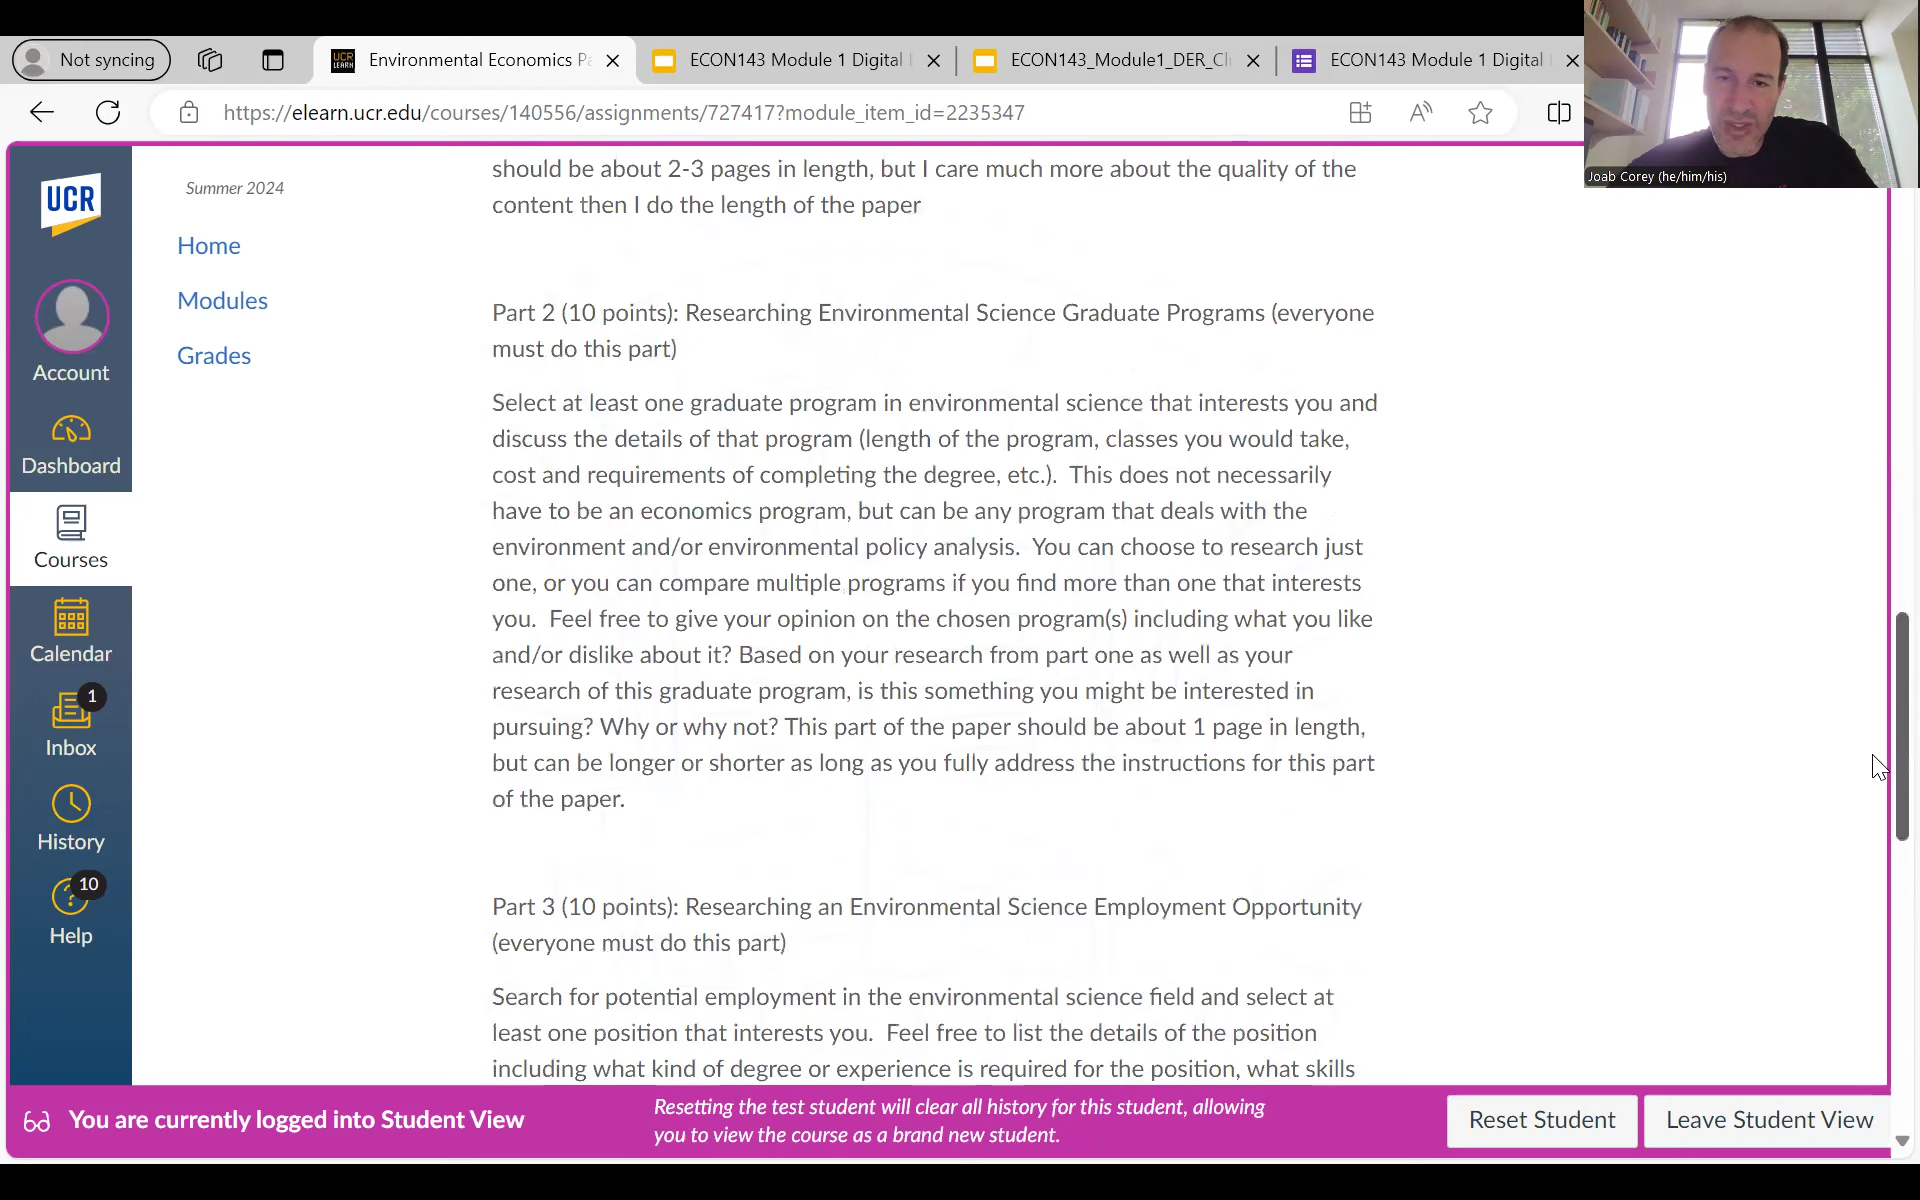 Not syncing
Environmental Economics Pa
ECON143 Module 1 Digital
ECON143_Module1_DER_Cl
ECON143 Module 1 Digital
https://elearn.ucr.edu/courses/140556/assignments/727417?module_item_id=2235347
Joab Corey (he/him/his)
UCR
LEARN
UCR
Account
Dashboard
Courses
Calendar
1
Inbox
History
10
Help
Summer 2024
Home
Modules
Grades
should be about 2-3 pages in length, but I care much more about the quality of the
content then I do the length of the paper
Part 2 (10 points): Researching Environmental Science Graduate Programs (everyone
must do this part)
Select at least one graduate program in environmental science that interests you and
discuss the details of that program (length of the program, classes you would take,
cost and requirements of completing the degree, etc.).  This does not necessarily
have to be an economics program, but can be any program that deals with the
environment and/or environmental policy analysis.  You can choose to research just
one, or you can compare multiple programs if you find more than one that interests
you.  Feel free to give your opinion on the chosen program(s) including what you like
and/or dislike about it? Based on your research from part one as well as your
research of this graduate program, is this something you might be interested in
pursuing? Why or why not? This part of the paper should be about 1 page in length,
but can be longer or shorter as long as you fully address the instructions for this part
of the paper.
Part 3 (10 points): Researching an Environmental Science Employment Opportunity
(everyone must do this part)
Search for potential employment in the environmental science field and select at
least one position that interests you.  Feel free to list the details of the position
including what kind of degree or experience is required for the position, what skills
You are currently logged into Student View
Resetting the test student will clear all history for this student, allowing
you to view the course as a brand new student.
Reset Student
Leave Student View